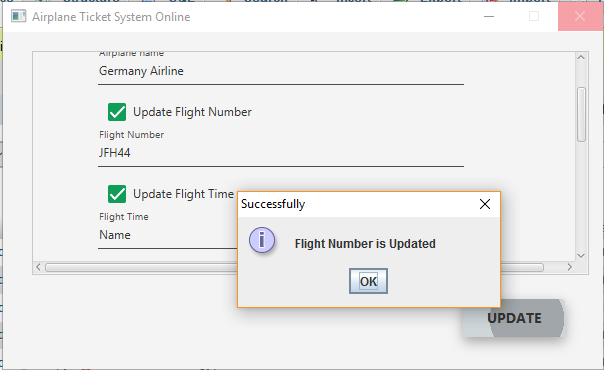 Airplane Ticket System Online
Airplane name
Germany Airline
Update Flight Number
Flight Number
JFH44
Update Flight Time
Flight Time
Name
Successfully
Flight Number is Updated
OK
UPDATE